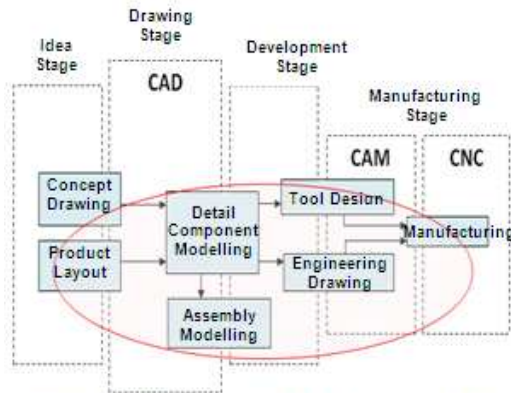 Idea
Stage
Drawing
Stage
CAD
Development
Stage
Manufacturing
Stage
CAM
CNC
Concept
Drawing
Product
Layout
Detail
Component
Modelling
Assembly
Modelling
Tool Design
Engineering
Drawing
Manufacturing